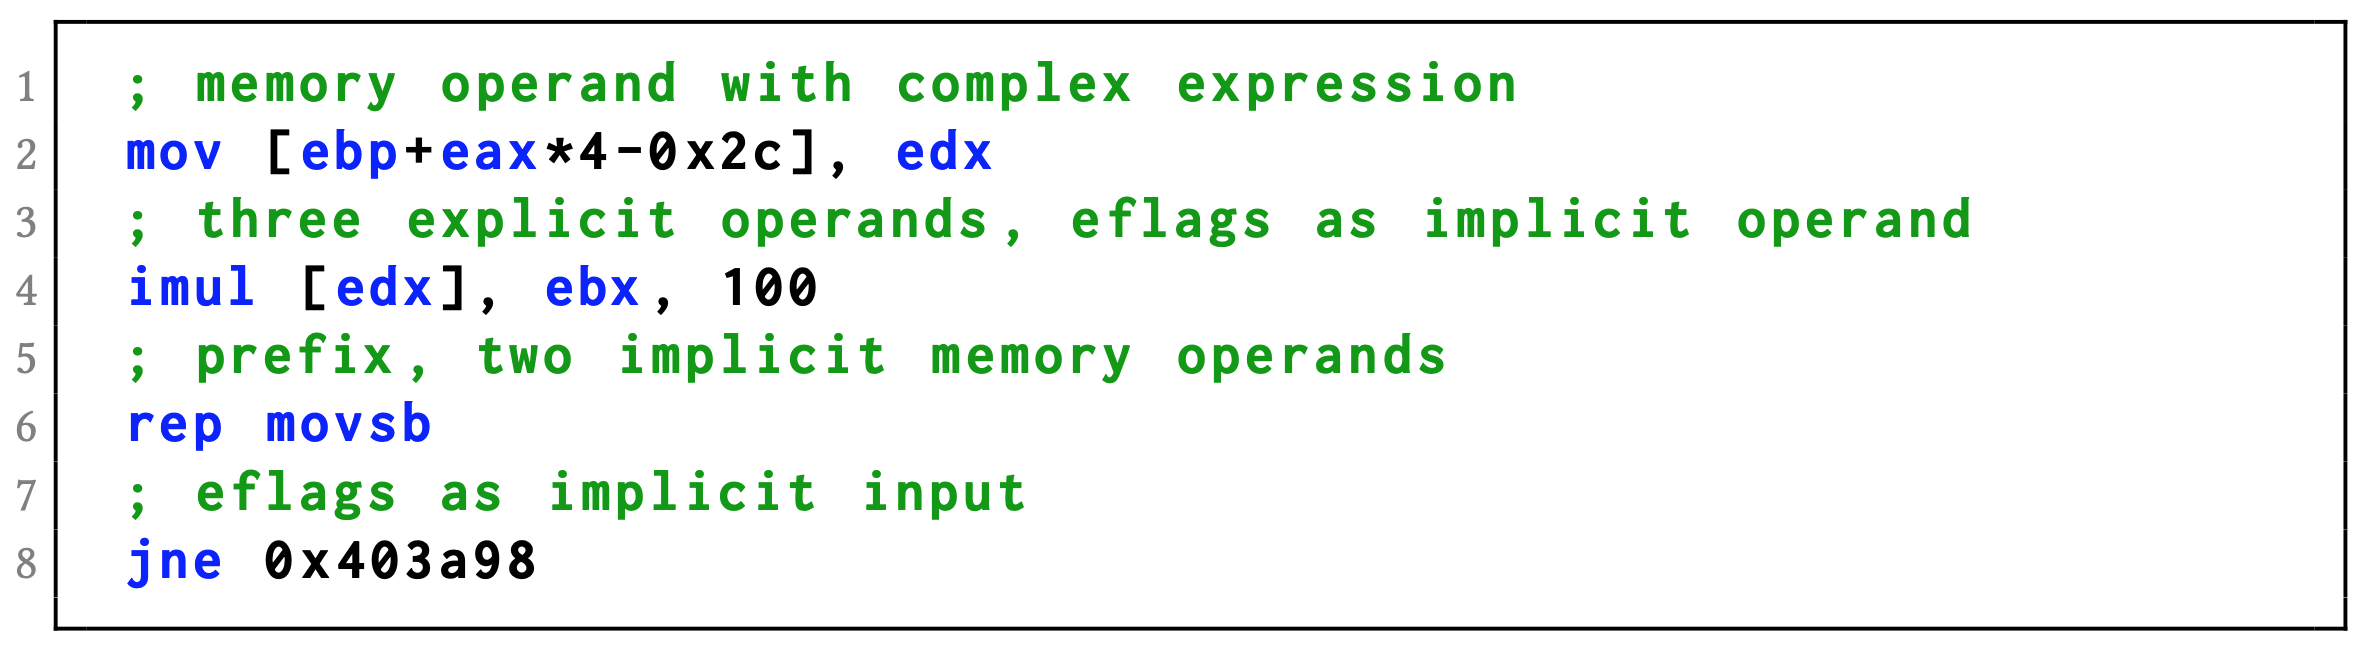 1 ; memory operand with complex expression
2 mov [ebp+eax*4-0x2c], edx
3 ; three explicit operands, eflags as implicit operand
4 imul [edx], ebx, 100
5 ; prefix, two implicit memory operands
6 rep movsb
7 ; eflags as implicit input
8 jne 0x403a98